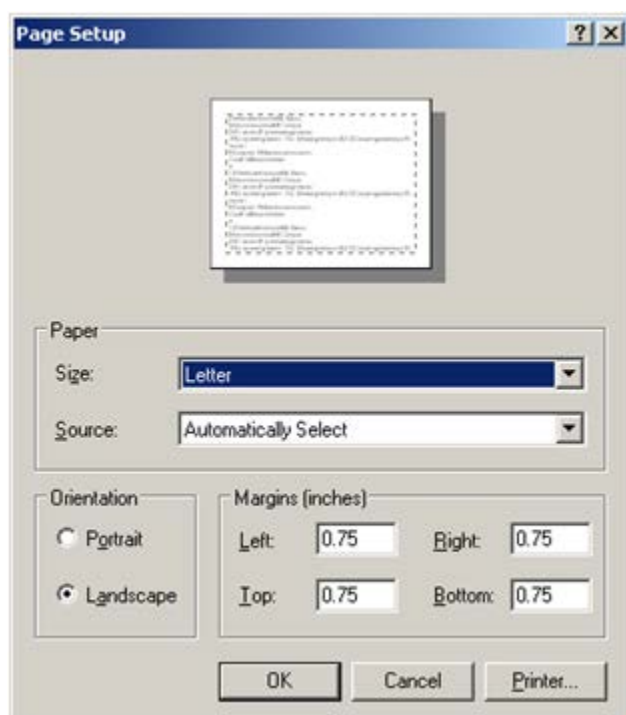 Page Setup
Paper
Size: Letter
Source: Automatically Select
Orientation
Portrait
Landscape
Margins (inches)
Left: 0.75 Right: 0.75
Top: 0.75 Bottom: 0.75
OK Cancel Printer...